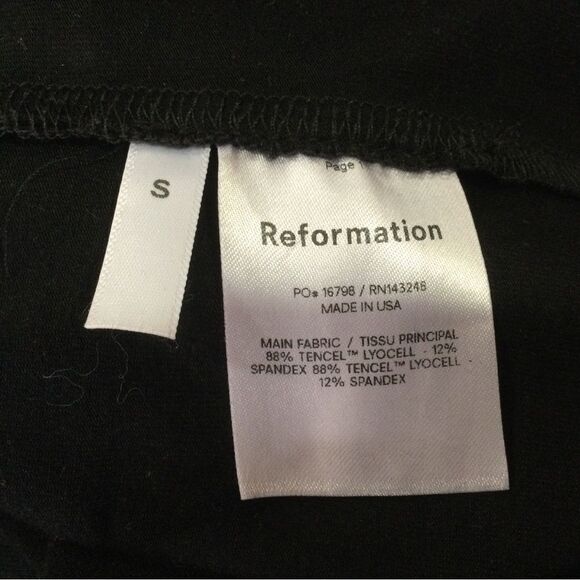 S
Page 1
Reformation
PO# 16798 / RN143248
MADE IN USA
MAIN FABRIC / TISSU PRINCIPAL
88% TENCEL™ LYOCELL - 12%
SPANDEX 88% TENCEL™ LYOCELL -
12% SPANDEX